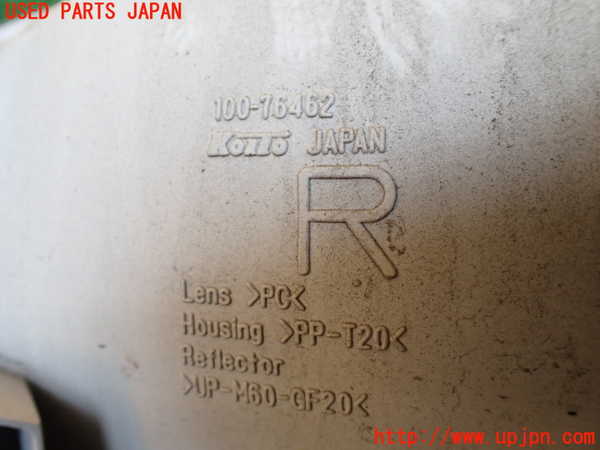 USED PARTS JAPAN
100-76462
KOITO JAPAN
R
Lens >PC<
Housing >PP-T20<
Reflector
>UP-M60-GF20<
http://www.upjpn.com